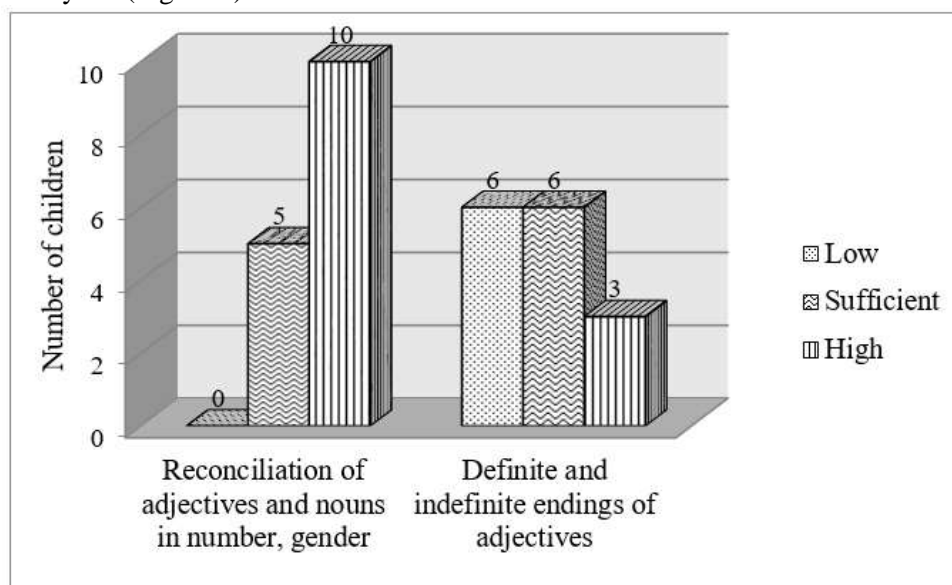 10
10
8
6
4
2
0
Number of children
0
5
6
6
3
Reconciliation of
adjectives and nouns
in number, gender
Definite and
indefinite endings of
adjectives
Low
Sufficient
High